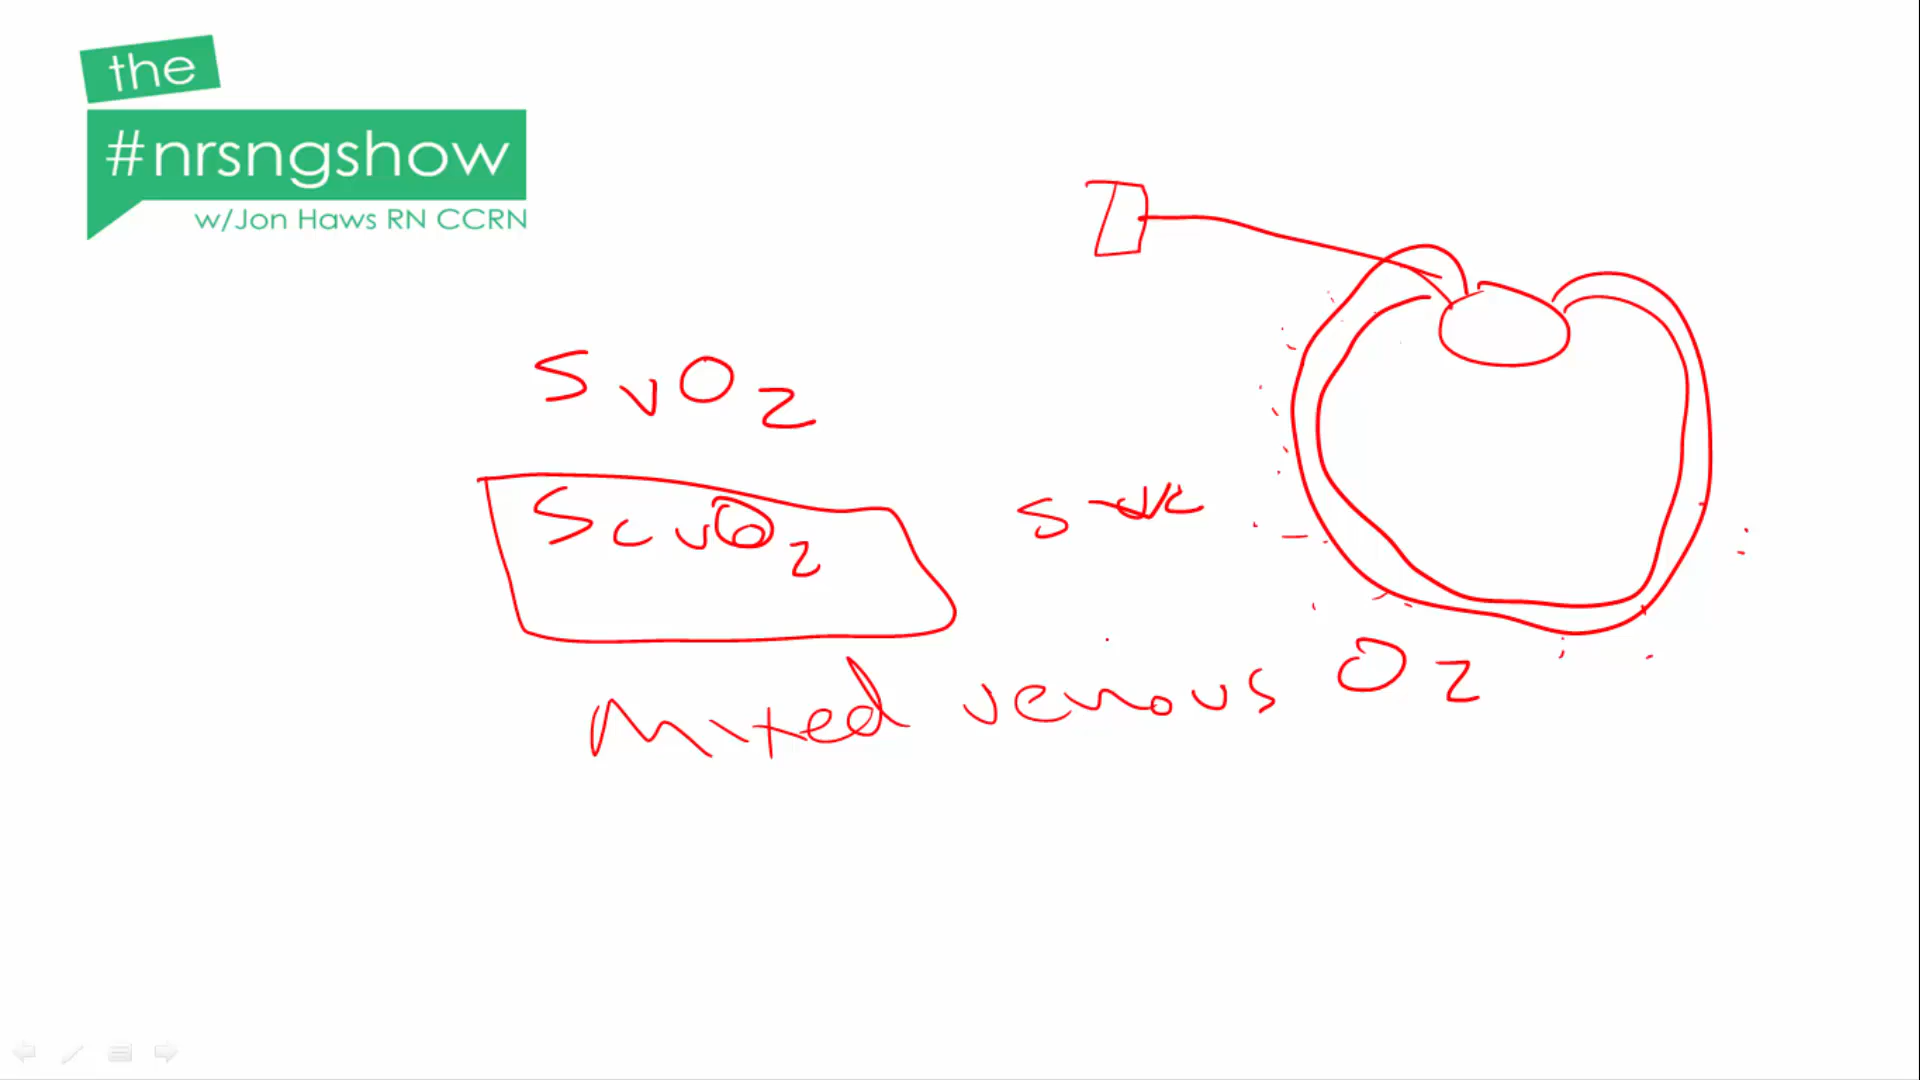 the
#nrsngshow
w/Jon Haws RN CCRN
SvO2
ScvO2
mixed venous O2